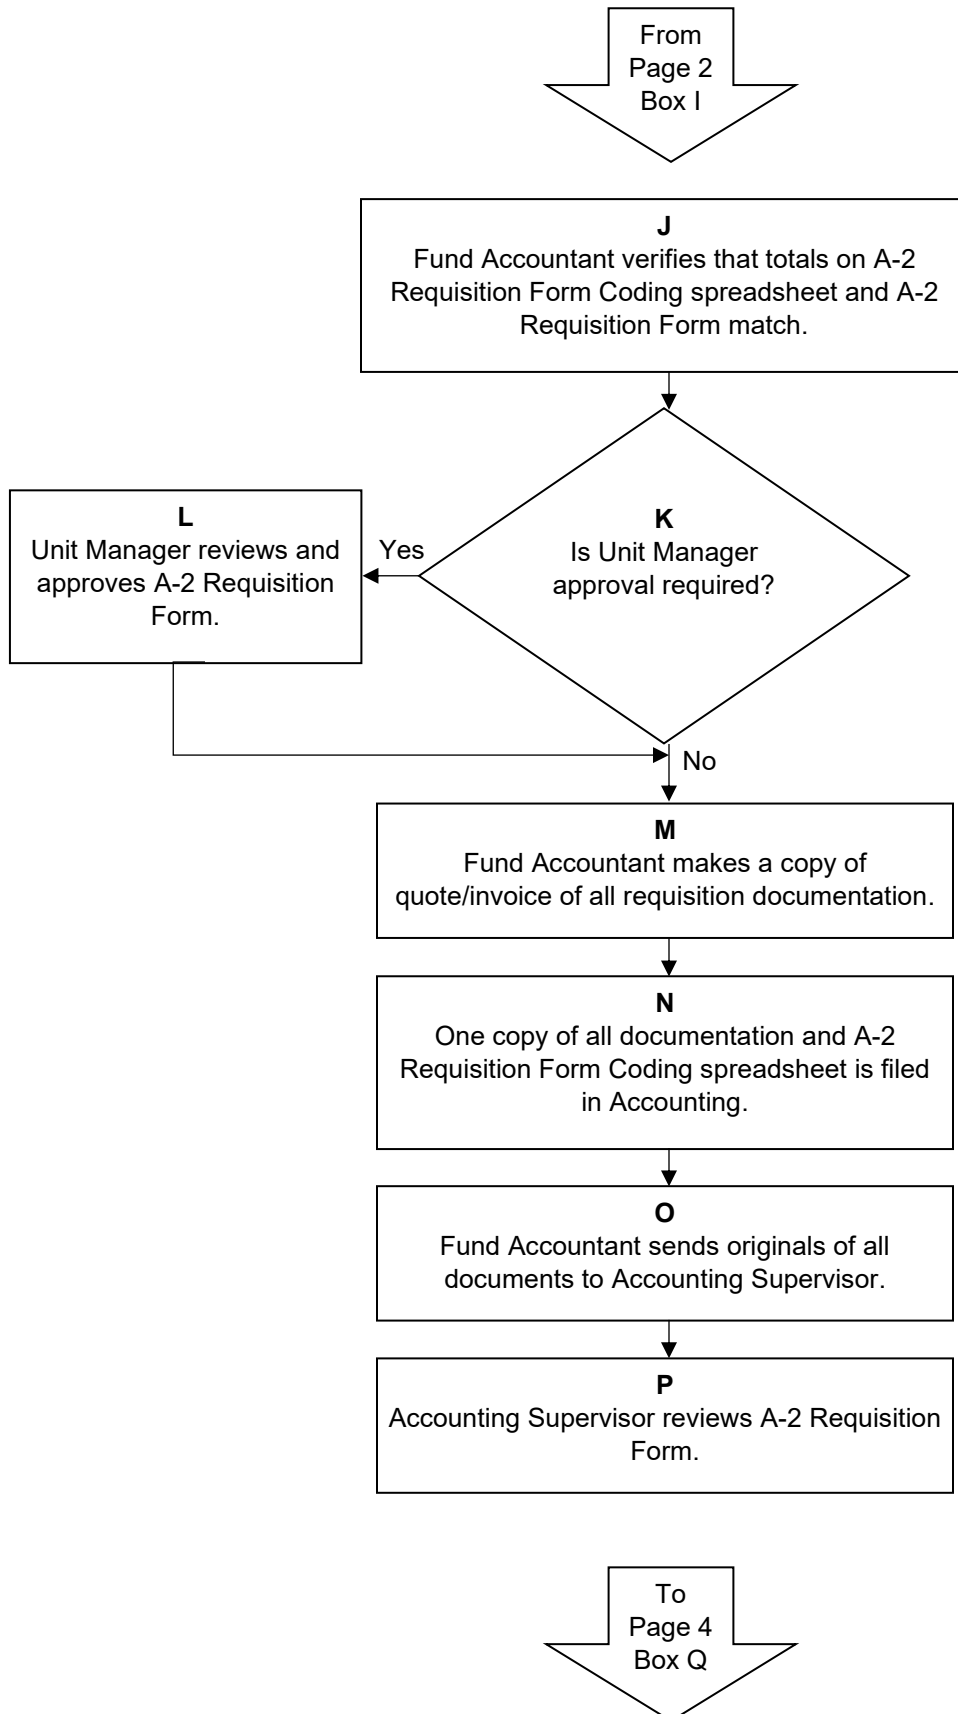 From
Page 2
Box I
J
Fund Accountant verifies that totals on A-2
Requisition Form Coding spreadsheet and A-2
Requisition Form match.
K
Is Unit Manager
approval required?
Yes
L
Unit Manager reviews and
approves A-2 Requisition
Form.
No
M
Fund Accountant makes a copy of
quote/invoice of all requisition documentation.
N
One copy of all documentation and A-2
Requisition Form Coding spreadsheet is filed
in Accounting.
O
Fund Accountant sends originals of all
documents to Accounting Supervisor.
P
Accounting Supervisor reviews A-2 Requisition
Form.
To
Page 4
Box Q